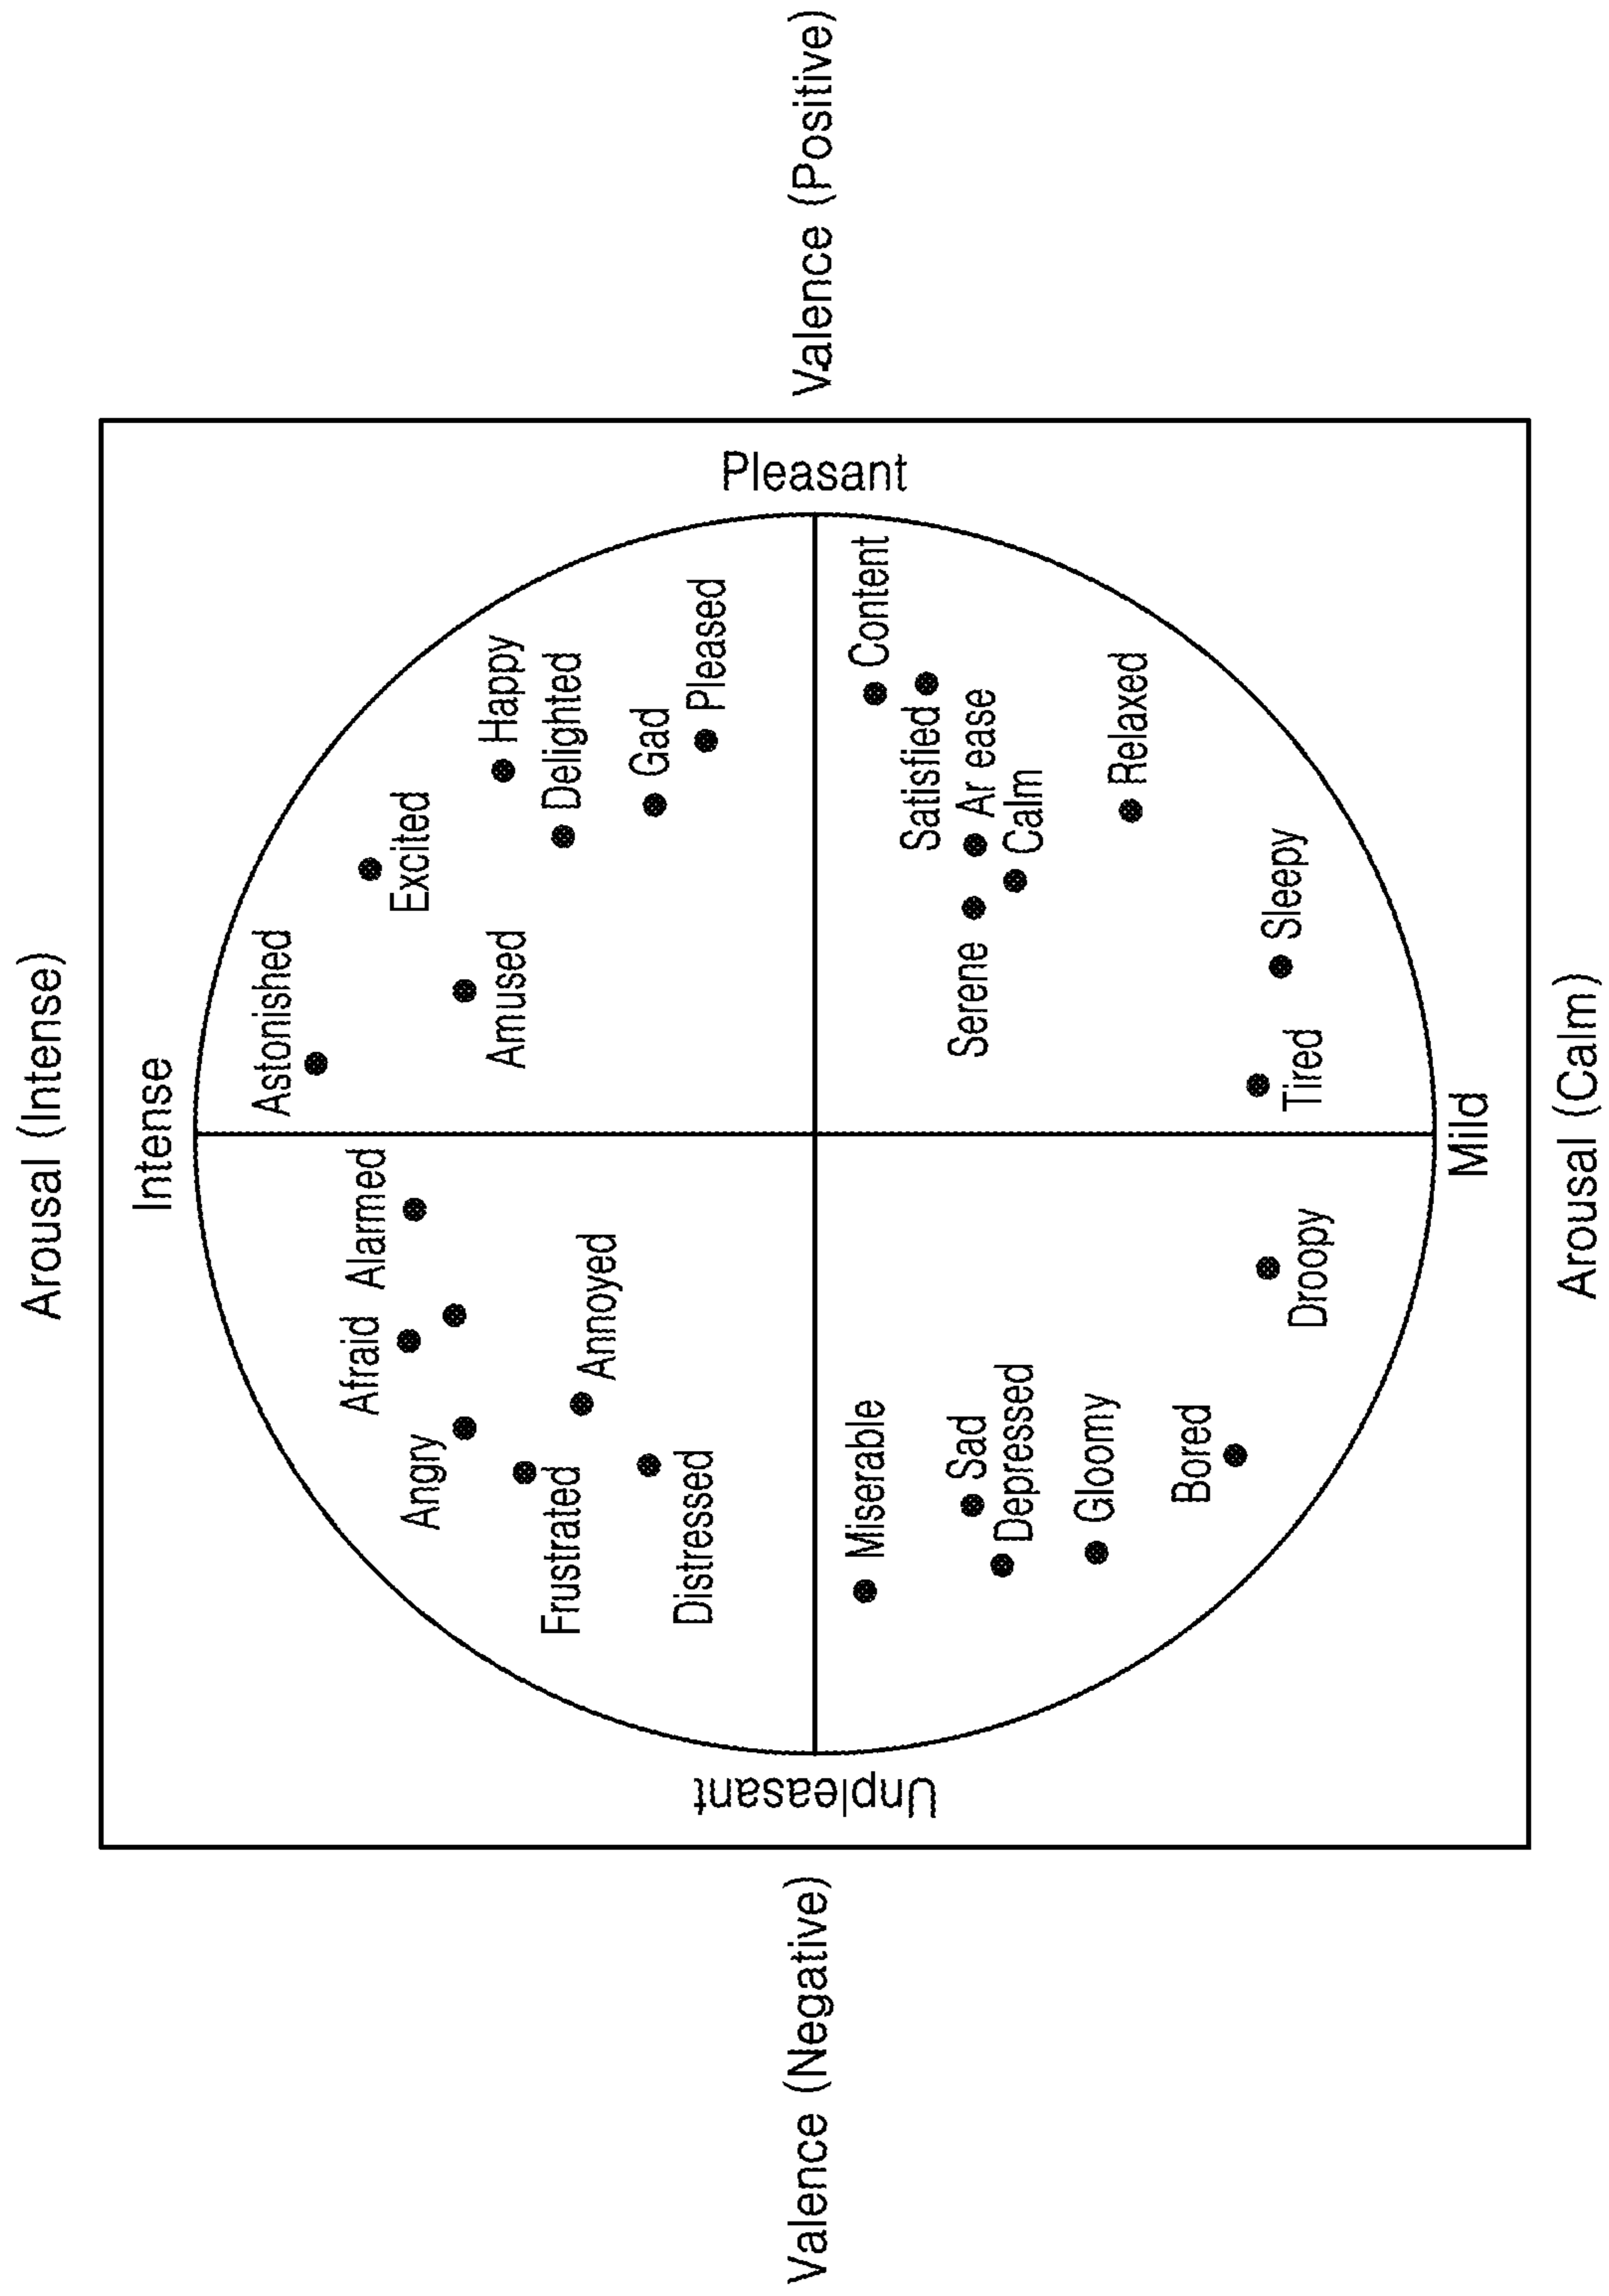 Arousal (Intense)
Intense
Astonished
Excited
Alarmed
Afraid
Amused
Happy
Angry
Delighted
Annoyed
Frustrated
Gad
Distressed
Pleased
Valence (Negative)
Unpleasant
Pleasant
Valence (Positive)
Miserable
Content
Satisfied
Sad
Serene
Ar ease
Depressed
Calm
Gloomy
Relaxed
Bored
Sleepy
Droopy
Tired
Mild
Arousal (Calm)